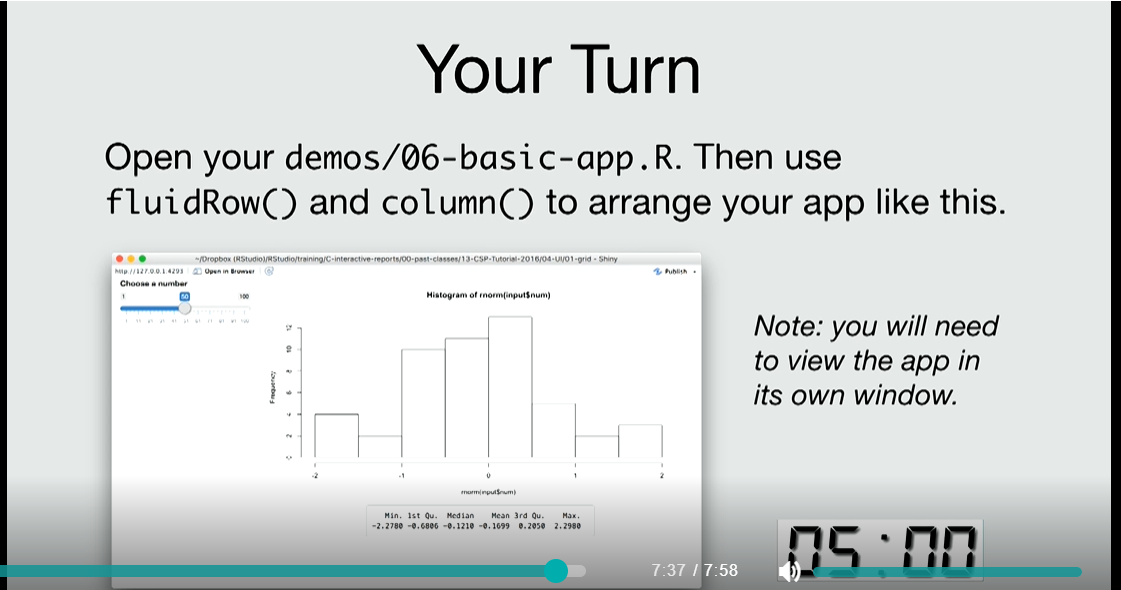 Your Turn
Open your demos/06-basic-app.R. Then use
fluidRow() and column() to arrange your app like this.
~/Dropbox (RStudio)/RStudio/training/C-interactive-reports/00-past-classes/13-CSP-Tutorial-2016/04-UI/01-grid - Shiny
http://127.0.0.1:4293 Open in Browser Publish
Choose a number
1 50 100
Histogram of rnorm(input$num)
Frequency
12
10
8
6
4
2
0
-2 -1 0 1 2
rnorm(input$num)
Min. 1st Qu. Median Mean 3rd Qu. Max.
-2.2780 -0.6806 -0.1210 -0.1699 0.2050 2.2980
Note: you will need
to view the app in
its own window.
05:00
7:37 / 7:58